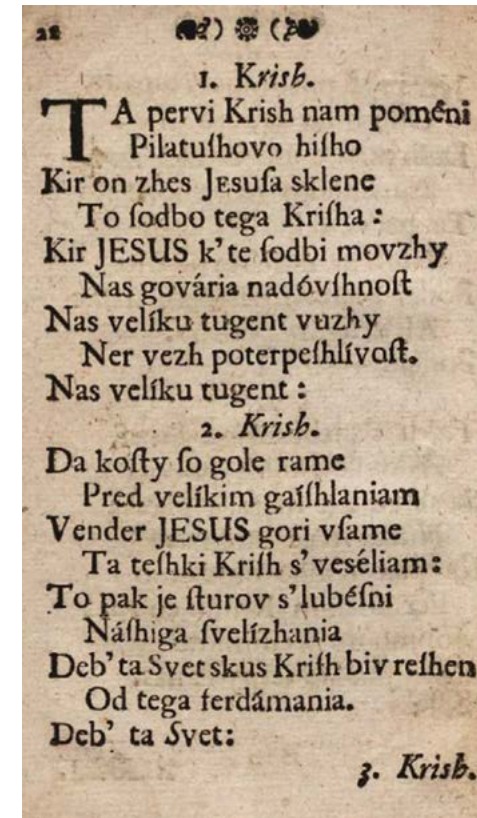 22
1. Krish.
TA pervi Krish nam poméni
Pilatuſhovo hiſho
Kir on zhes Jᴇsuſa sklene
To ſodbo tega Kriſha :
Kir JESUS k' te ſodbi movzhy
Nas govária nadóvſhnoſt
Nas velíku tugent vuzhy
Ner vezh poterpeſhlívoſt.
Nas velíku tugent :
2. Krish.
Da koſty ſo gole rame
Pred velíkim gaiſhlaniam
Vender JESUS gori vſame
Ta teſhki Kriſh s' veséliam:
To pak je ſturov s'lubéſni
Náſhiga ſvelízhania
Deb' ta Svet skus Kriſh biv reſhen
Od tega ferdámania.
Deb' ta Svet:
3. Krish.